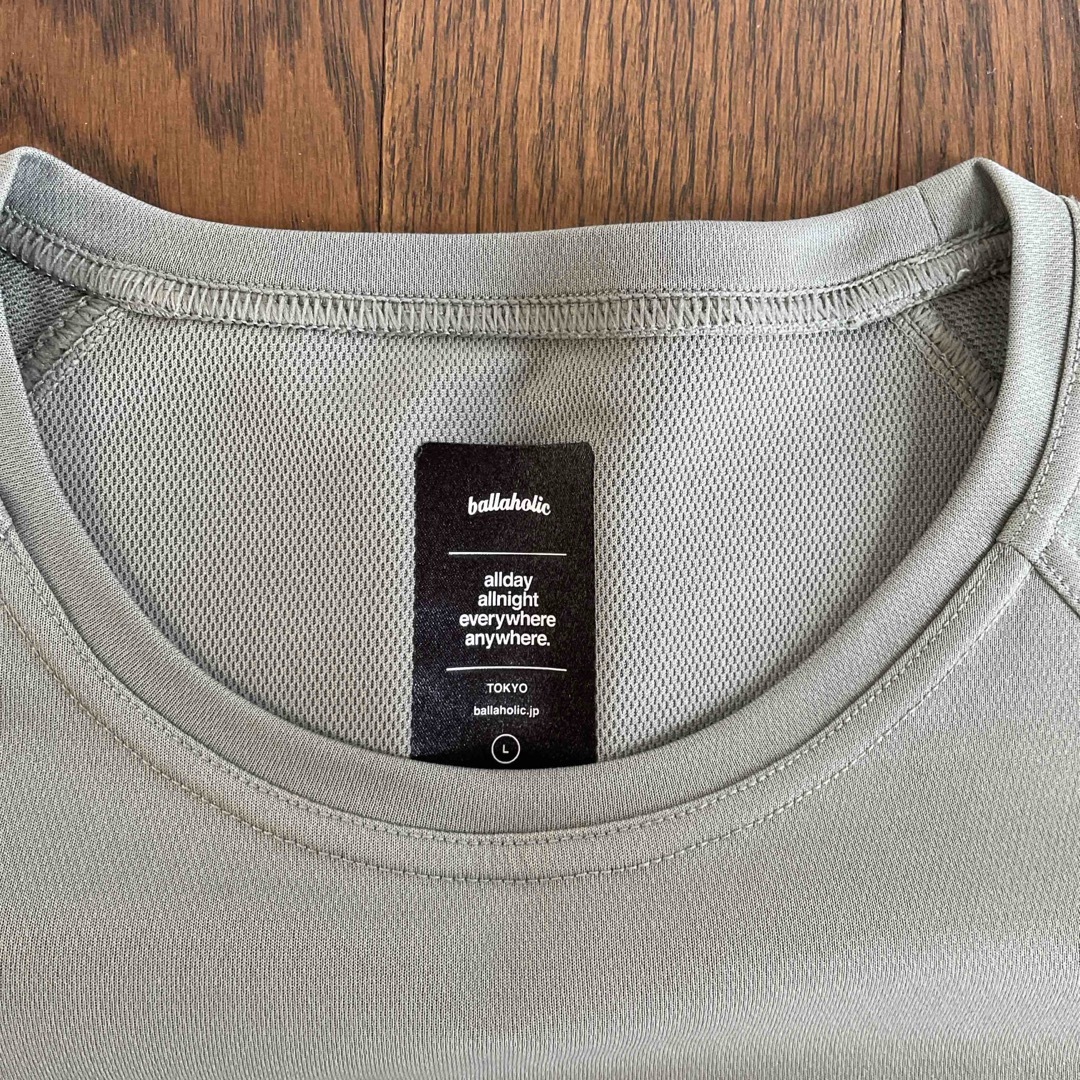 ballaholic
allday
allnight
everywhere
anywhere.
TOKYO
ballaholic.jp
L